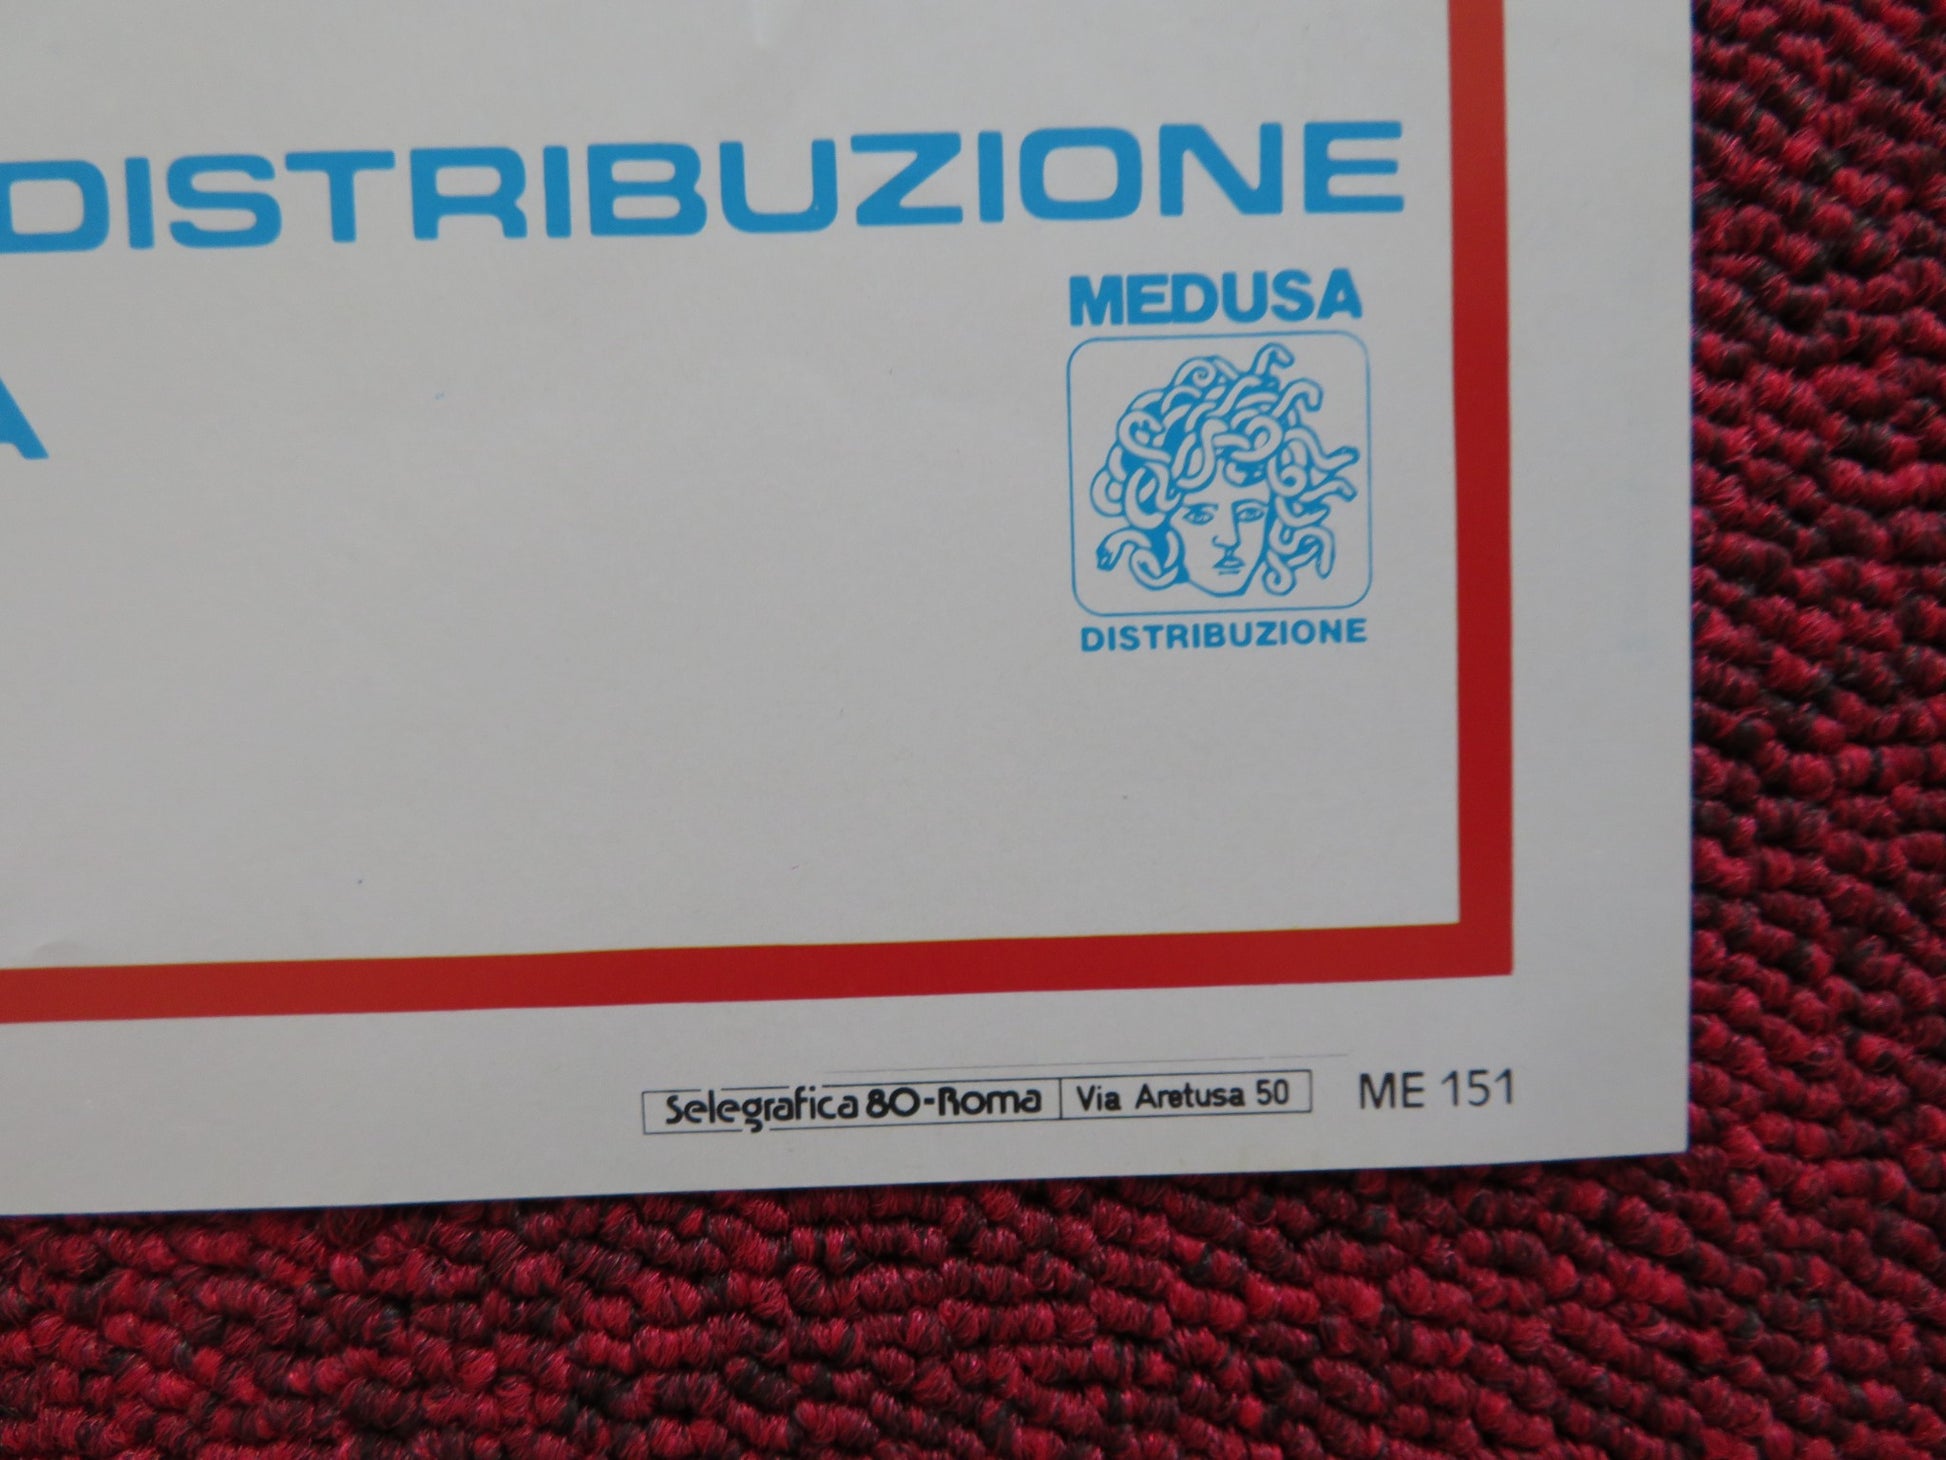 DISTRIBUZIONE
MEDUSA
A
DISTRIBUZIONE
Selegrafica 80-Roma Via Aretusa 50 ME 151